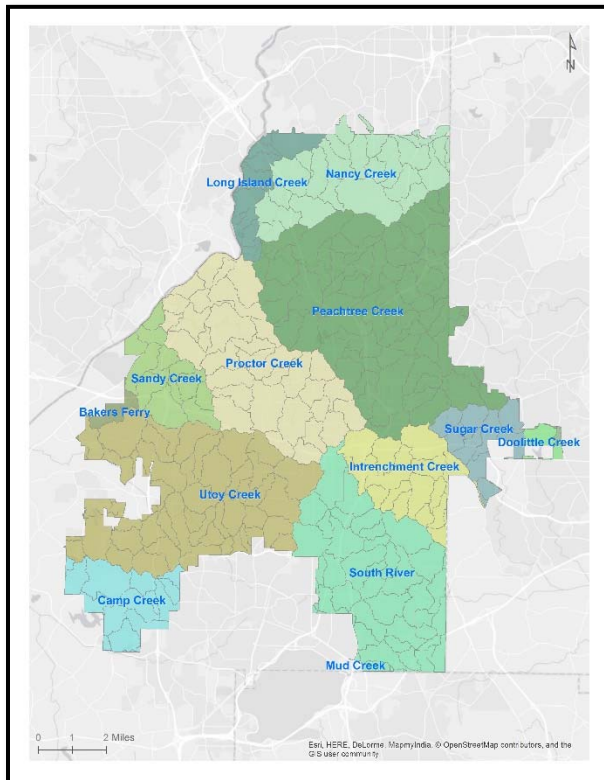 N
Nancy Creek
Long Island Creek
Peachtree Creek
Proctor Creek
Sandy Creek
Bakers Ferry
Sugar Creek
Doolittle Creek
Intrenchment Creek
Utoy Creek
South River
Camp Creek
Mud Creek
0 1 2 Miles
Esri, HERE, DeLorme, MapmyIndia, © OpenStreetMap contributors, and the
GIS user community